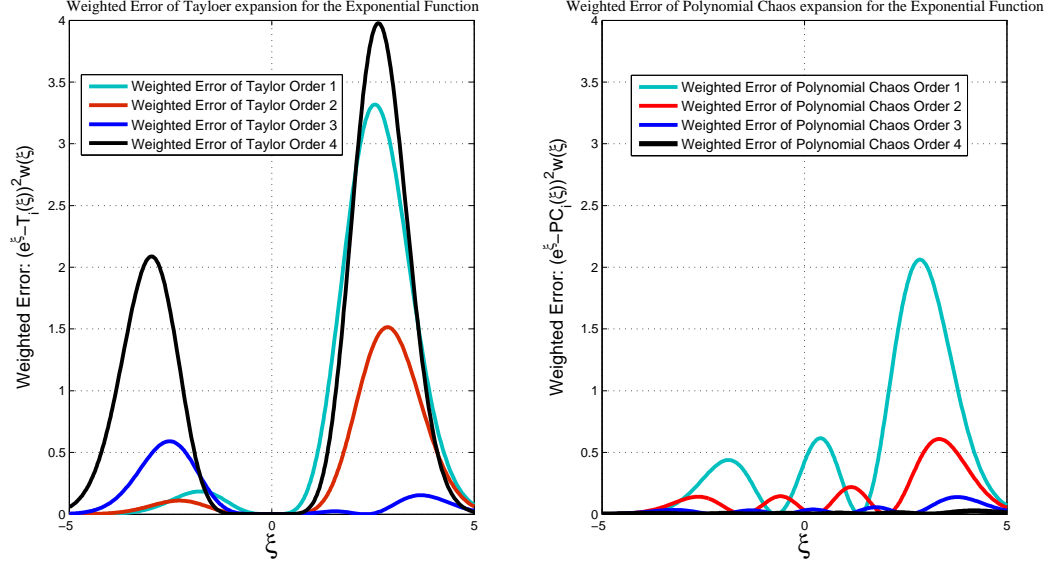 Weighted Error of Tayloer expansion for the Exponential Function
4
3.5
3
2.5
2
1.5
1
0.5
0
-5
0
5
Weighted Error of Taylor Order 1
Weighted Error of Taylor Order 2
Weighted Error of Taylor Order 3
Weighted Error of Taylor Order 4
Weighted Error: (e^ξ−T_i(ξ))^2w(ξ)
ξ
Weighted Error of Polynomial Chaos expansion for the Exponential Function
4
3.5
3
2.5
2
1.5
1
0.5
0
−5
0
5
Weighted Error of Polynomial Chaos Order 1
Weighted Error of Polynomial Chaos Order 2
Weighted Error of Polynomial Chaos Order 3
Weighted Error of Polynomial Chaos Order 4
Weighted Error: (e^ξ−PC_i(ξ))^2w(ξ)
ξ